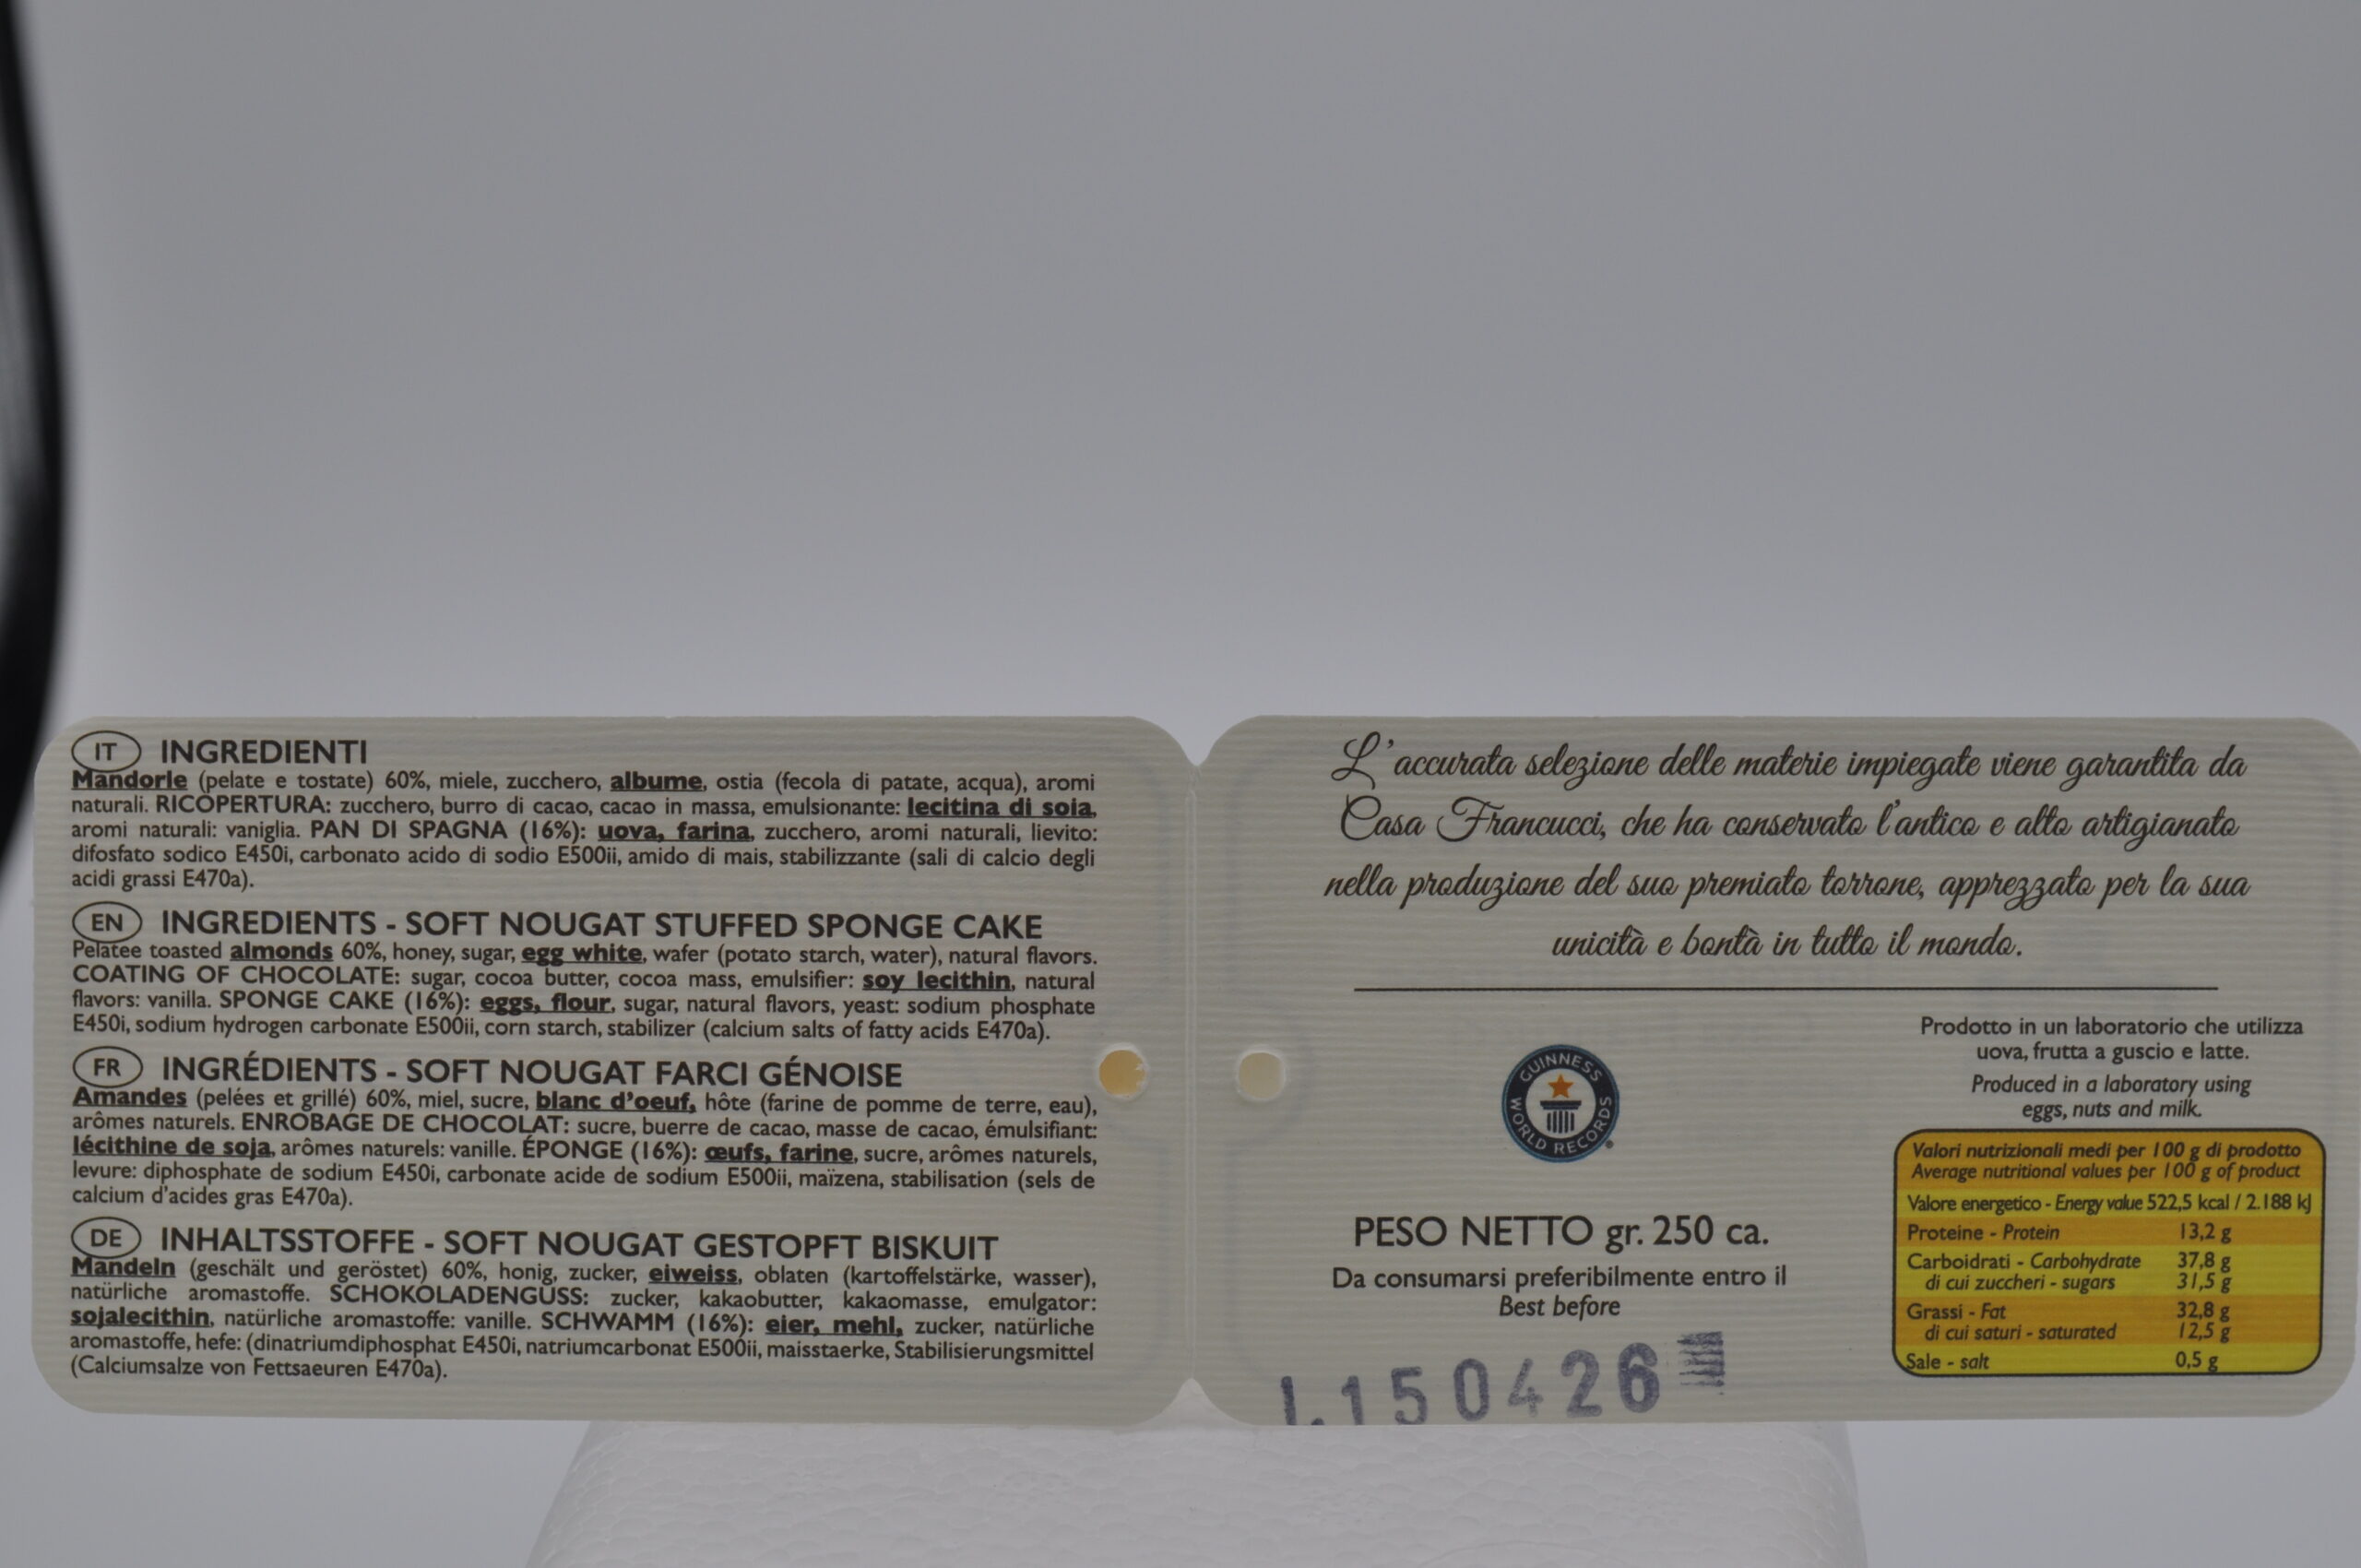 IT INGREDIENTI
Mandorle (pelate e tostate) 60%, miele, zucchero, albume, ostia (fecola di patate, acqua), aromi
naturali. RICOPERTURA: zucchero, burro di cacao, cacao in massa, emulsionante: lecitina di soia,
aromi naturali: vaniglia. PAN DI SPAGNA (16%): uova, farina, zucchero, aromi naturali, lievito:
difosfato sodico E450i, carbonato acido di sodio E500ii, amido di mais, stabilizzante (sali di calcio degli
acidi grassi E470a).
EN INGREDIENTS - SOFT NOUGAT STUFFED SPONGE CAKE
Pelatee toasted almonds 60%, honey, sugar, egg white, wafer (potato starch, water), natural flavors.
COATING OF CHOCOLATE: sugar, cocoa butter, cocoa mass, emulsifier: soy lecithin, natural
flavors: vanilla. SPONGE CAKE (16%): eggs, flour, sugar, natural flavors, yeast: sodium phosphate
E450i, sodium hydrogen carbonate E500ii, corn starch, stabilizer (calcium salts of fatty acids E470a).
FR INGRÉDIENTS - SOFT NOUGAT FARCI GÉNOISE
Amandes (pelées et grillé) 60%, miel, sucre, blanc d'oeuf, hôte (farine de pomme de terre, eau),
arômes naturels. ENROBAGE DE CHOCOLAT: sucre, buerre de cacao, masse de cacao, émulsifiant:
lécithine de soja, arômes naturels: vanille. ÉPONGE (16%): œufs, farine, sucre, arômes naturels,
levure: diphosphate de sodium E450i, carbonate acide de sodium E500ii, maïzena, stabilisation (sels de
calcium d'acides gras E470a).
DE INHALTSSTOFFE - SOFT NOUGAT GESTOPFT BISKUIT
Mandeln (geschält und geröstet) 60%, honig, zucker, eiweiss, oblaten (kartoffelstärke, wasser),
natürliche aromastoffe. SCHOKOLADENGUSS: zucker, kakaobutter, kakaomasse, emulgator:
sojalecithin, natürliche aromastoffe: vanille. SCHWAMM (16%): eier, mehl, zucker, natürliche
aromastoffe, hefe: (dinatriumdiphosphat E450i, natriumcarbonat E500ii, maisstaerke, Stabilisierungsmittel
(Calciumsalze von Fettsaeuren E470a).
L'accurata selezione delle materie impiegate viene garantita da
Casa Francucci, che ha conservato l'antico e alto artigianato
nella produzione del suo premiato torrone, apprezzato per la sua
unicità e bontà in tutto il mondo.
GUINNESS
WORLD RECORDS
PESO NETTO gr. 250 ca.
Da consumarsi preferibilmente entro il
Best before
L.150426
Prodotto in un laboratorio che utilizza
uova, frutta a guscio e latte.
Produced in a laboratory using
eggs, nuts and milk.
Valori nutrizionali medi per 100 g di prodotto
Average nutritional values per 100 g of product
Valore energetico - Energy value 522,5 kcal / 2.188 kJ
Proteine - Protein 13,2 g
Carboidrati - Carbohydrate 37,8 g
di cui zuccheri - sugars 31,5 g
Grassi - Fat 32,8 g
di cui saturi - saturated 12,5 g
Sale - salt 0,5 g